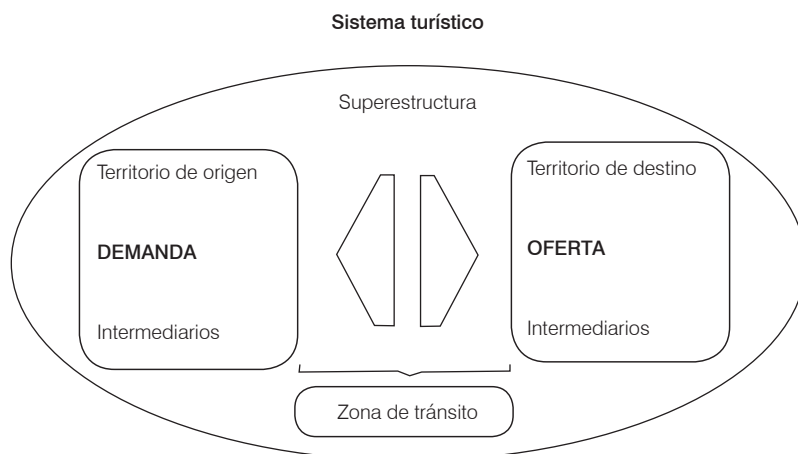 Sistema turístico
Superestructura
Territorio de origen
DEMANDA
Intermediarios
Territorio de destino
OFERTA
Intermediarios
Zona de tránsito